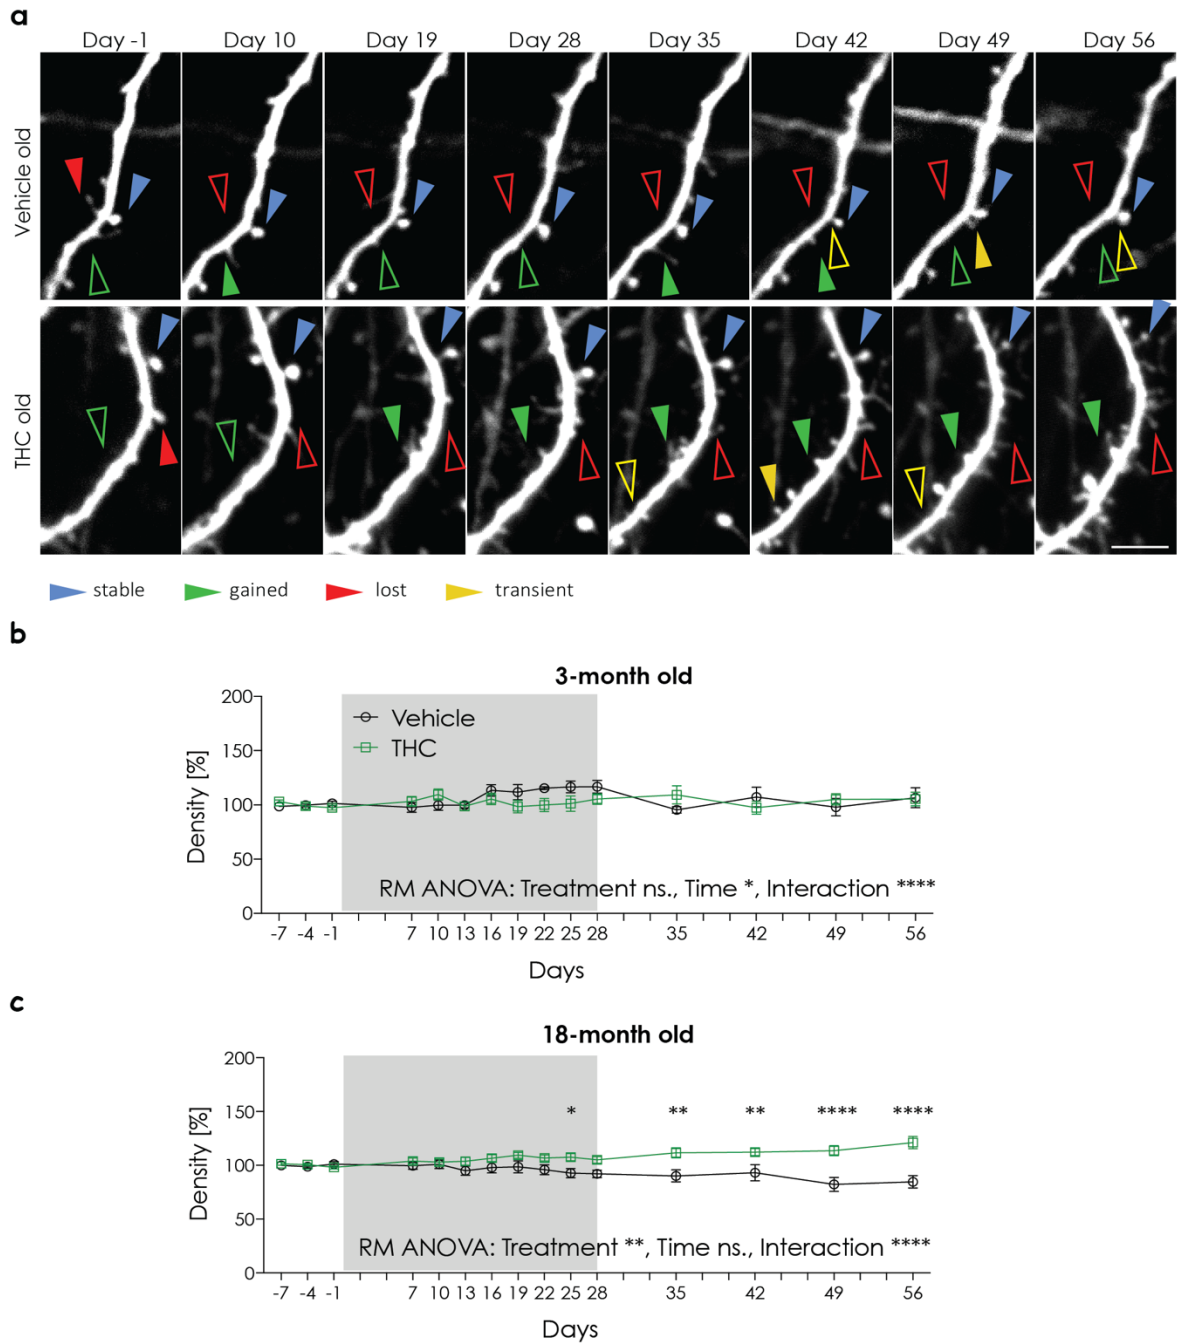 a
Day -1 Day 10 Day 19 Day 28 Day 35 Day 42 Day 49 Day 56
Vehicle old
THC old
stable gained lost transient
b
3-month old
200
150
100
50
0
Density [%]
Vehicle
THC
RM ANOVA: Treatment ns., Time *, Interaction ****
-7 -4 -1 7 10 13 16 19 22 25 28 35 42 49 56
Days
c
18-month old
200
150
100
50
0
Density [%]
* ** ** **** ****
RM ANOVA: Treatment **, Time ns., Interaction ****
-7 -4 -1 7 10 13 16 19 22 25 28 35 42 49 56
Days